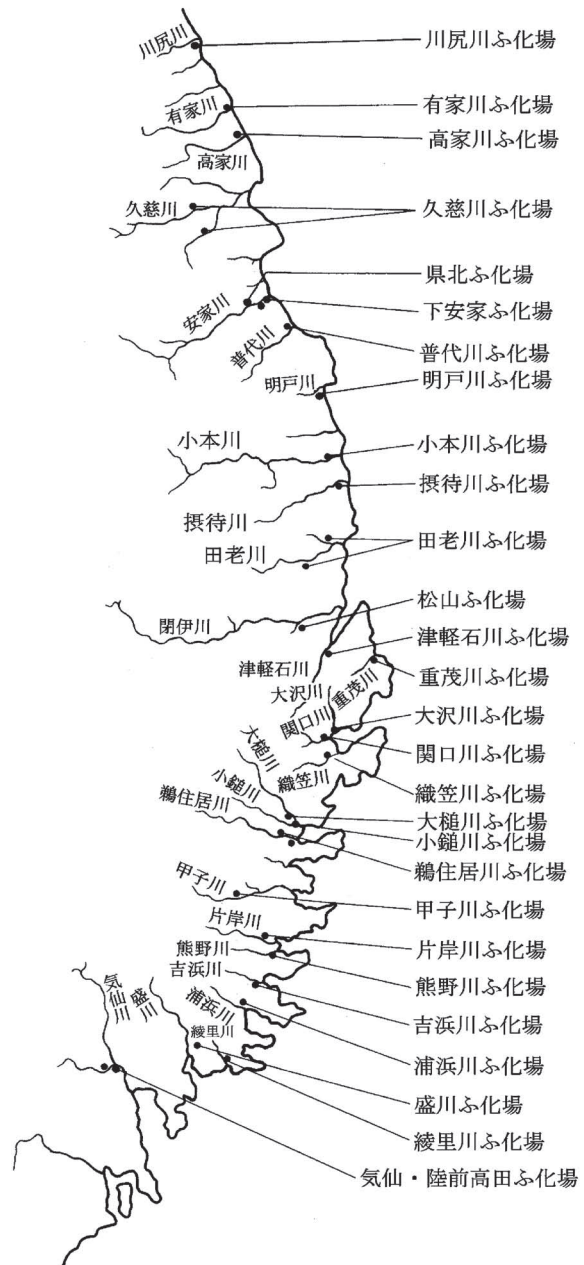 川尻川
川尻川ふ化場
有家川
有家川ふ化場
高家川ふ化場
高家川
久慈川
久慈川ふ化場
県北ふ化場
安家川
下安家ふ化場
普代川
普代川ふ化場
明戸川
明戸川ふ化場
小本川
小本川ふ化場
摂待川ふ化場
摂待川
田老川
田老川ふ化場
松山ふ化場
閉伊川
津軽石川ふ化場
津軽石川
重茂川
重茂川ふ化場
大沢川
大沢川ふ化場
関口川
関口川ふ化場
大槌川
織笠川
織笠川ふ化場
小鎚川
大槌川ふ化場
鵜住居川
小鎚川ふ化場
鵜住居川ふ化場
甲子川
甲子川ふ化場
片岸川
片岸川ふ化場
熊野川
熊野川ふ化場
吉浜川
吉浜川ふ化場
気仙川
盛川
浦浜川
浦浜川ふ化場
綾里川
盛川ふ化場
綾里川ふ化場
気仙・陸前高田ふ化場